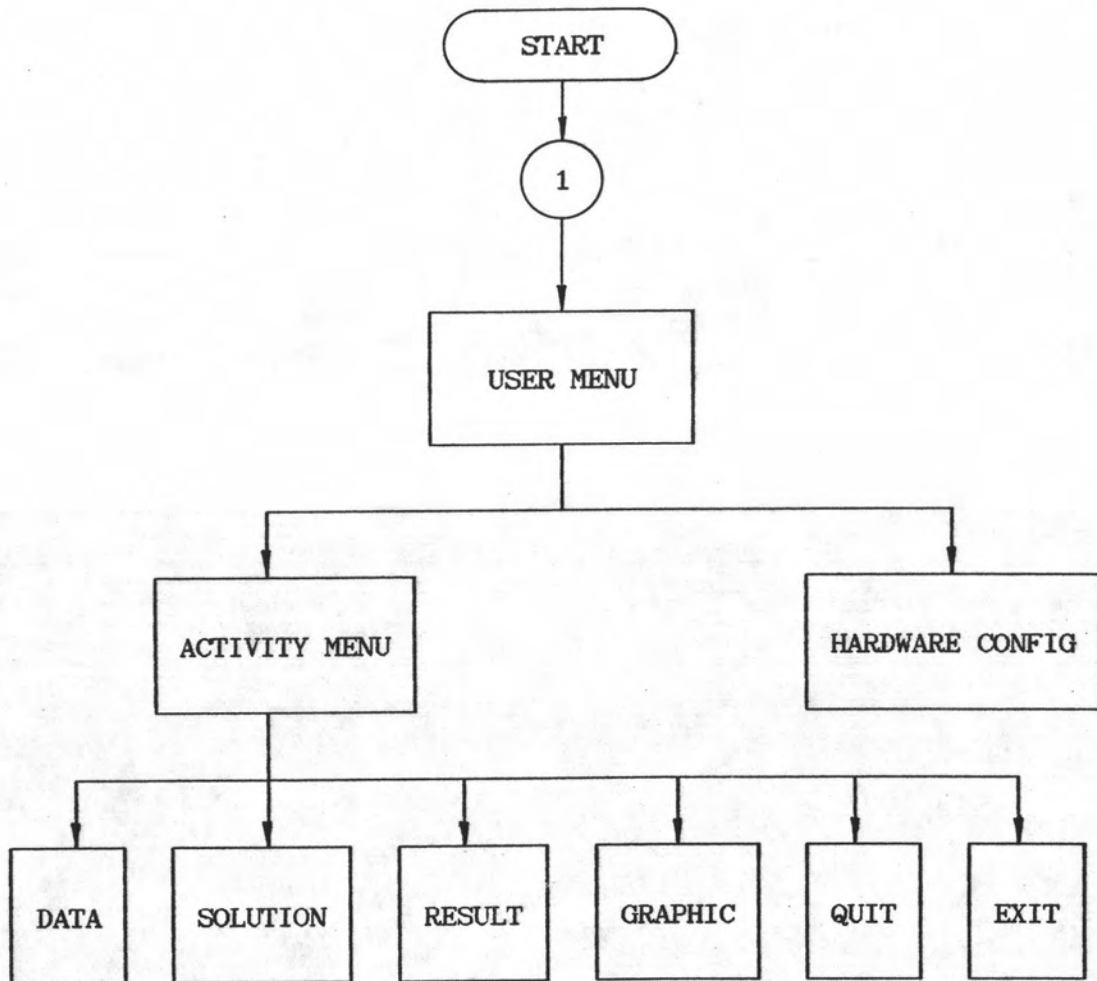 START
1
USER MENU
ACTIVITY MENU
HARDWARE CONFIG
DATA
SOLUTION
RESULT
GRAPHIC
QUIT
EXIT